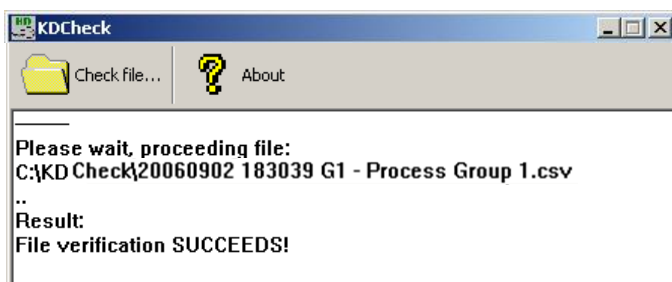 KDCheck
Check file... About
Please wait, proceeding file:
C:\KD Check\20060902 183039 G1 - Process Group 1.csv
..
Result:
File verification SUCCEEDS!